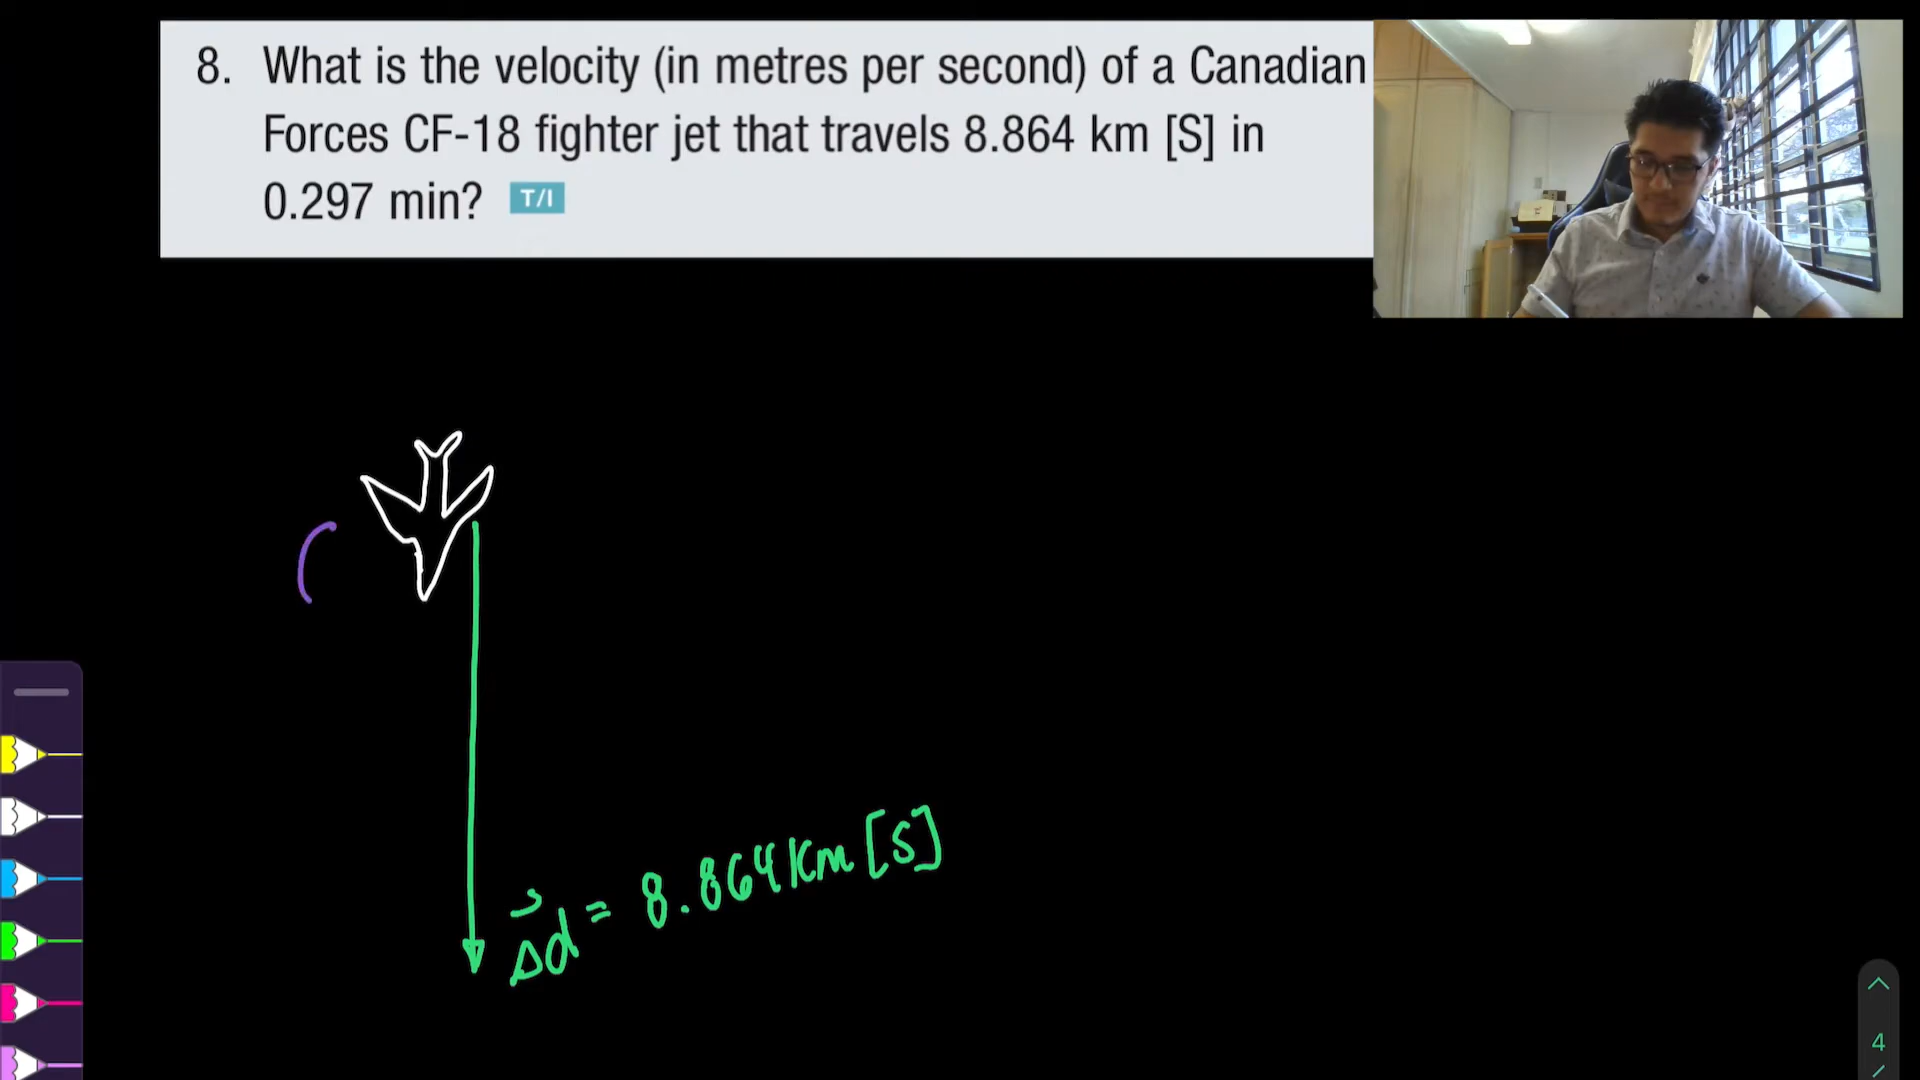 8. What is the velocity (in metres per second) of a Canadian
Forces CF-18 fighter jet that travels 8.864 km [S] in
0.297 min? T/I
Δd = 8.864 Km [S]
4